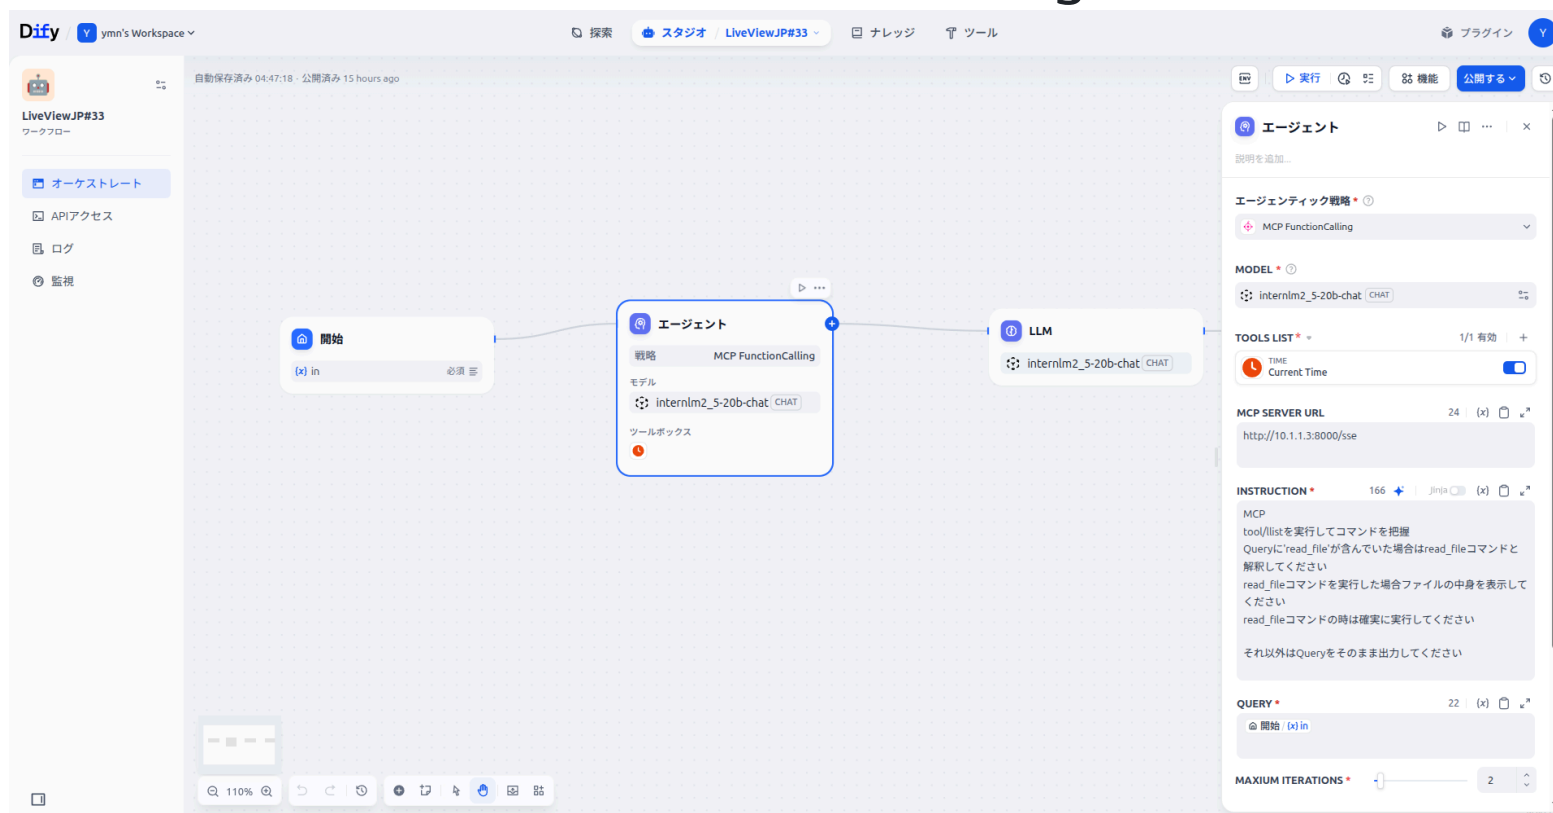 Dify / Y ymn's Workspace
探索
スタジオ / LiveViewJP#33
ナレッジ
ツール
プラグイン
Y
LiveViewJP#33
ワークフロー
オーケストレート
APIアクセス
ログ
監視
自動保存済み 04:47:18 · 公開済み 15 hours ago
ENV
実行
機能
公開する
開始
{x} in 必須
エージェント
戦略 MCP FunctionCalling
モデル
internlm2_5-20b-chat CHAT
ツールボックス
LLM
internlm2_5-20b-chat CHAT
110%
エージェント
説明を追加...
エージェンティック戦略 *
MCP FunctionCalling
MODEL *
internlm2_5-20b-chat CHAT
TOOLS LIST * 1/1 有効
TIME
Current Time
MCP SERVER URL 24 {x}
http://10.1.1.3:8000/sse
INSTRUCTION * 166 Jinja {x}
MCP
tool/llistを実行してコマンドを把握
Queryに'read_file'が含んでいた場合はread_fileコマンドと
解釈してください
read_fileコマンドを実行した場合ファイルの中身を表示して
ください
read_fileコマンドの時は確実に実行してください
それ以外はQueryをそのまま出力してください
QUERY * 22 {x}
開始 / {x} in
MAXIUM ITERATIONS * 2